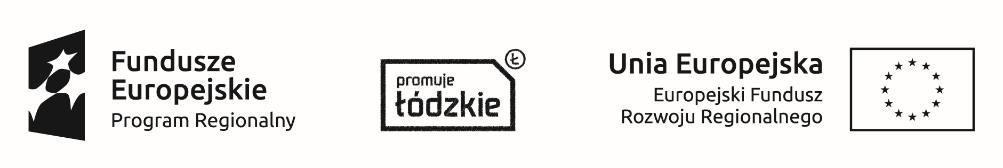 Fundusze
Europejskie
Program Regionalny
promuje
łódzkie
Ł
Unia Europejska
Europejski Fundusz
Rozwoju Regionalnego